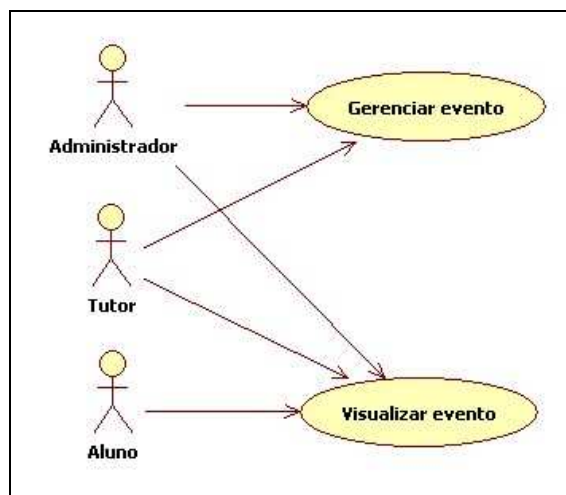 Gerenciar evento
Administrador
Tutor
Visualizar evento
Aluno